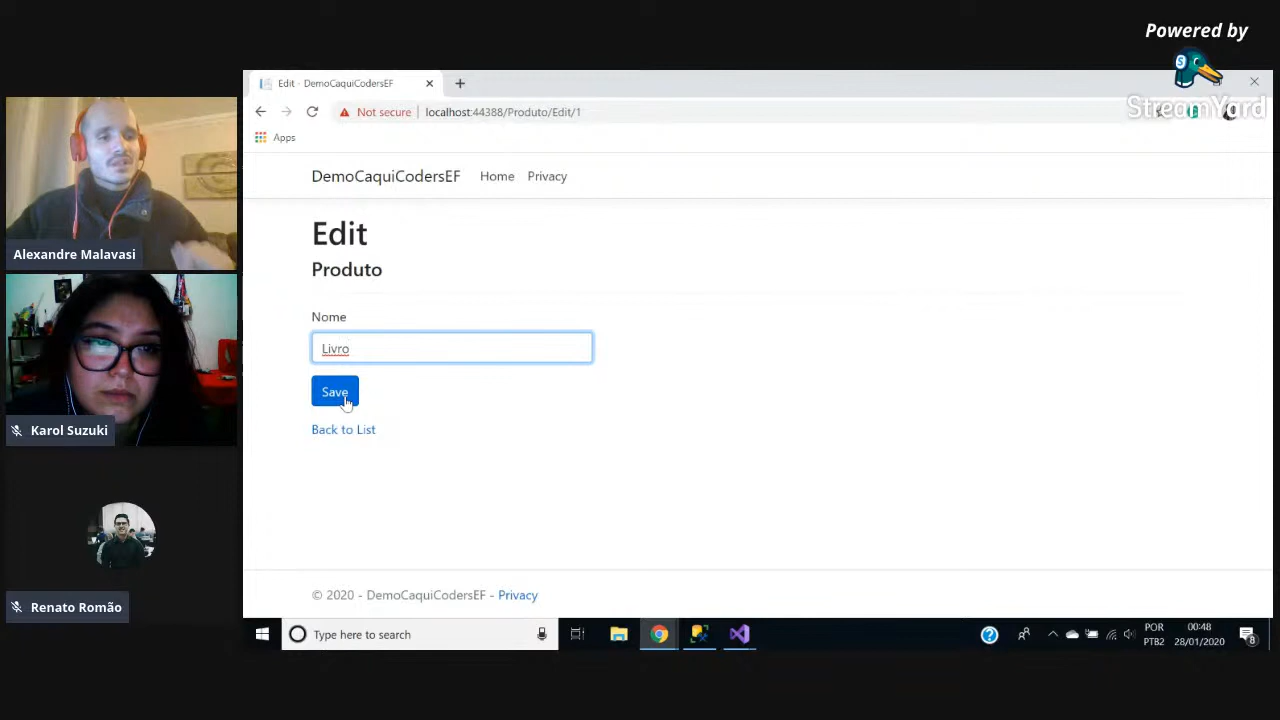 Powered by
StreamYard
Edit - DemoCaquiCodersEF
Not secure
localhost:44388/Produto/Edit/1
Apps
DemoCaquiCodersEF
Home
Privacy
Edit
Produto
Nome
Livro
Save
Back to List
© 2020 - DemoCaquiCodersEF - Privacy
Alexandre Malavasi
Karol Suzuki
Renato Romão
Type here to search
POR
PTB2
00:48
28/01/2020
8